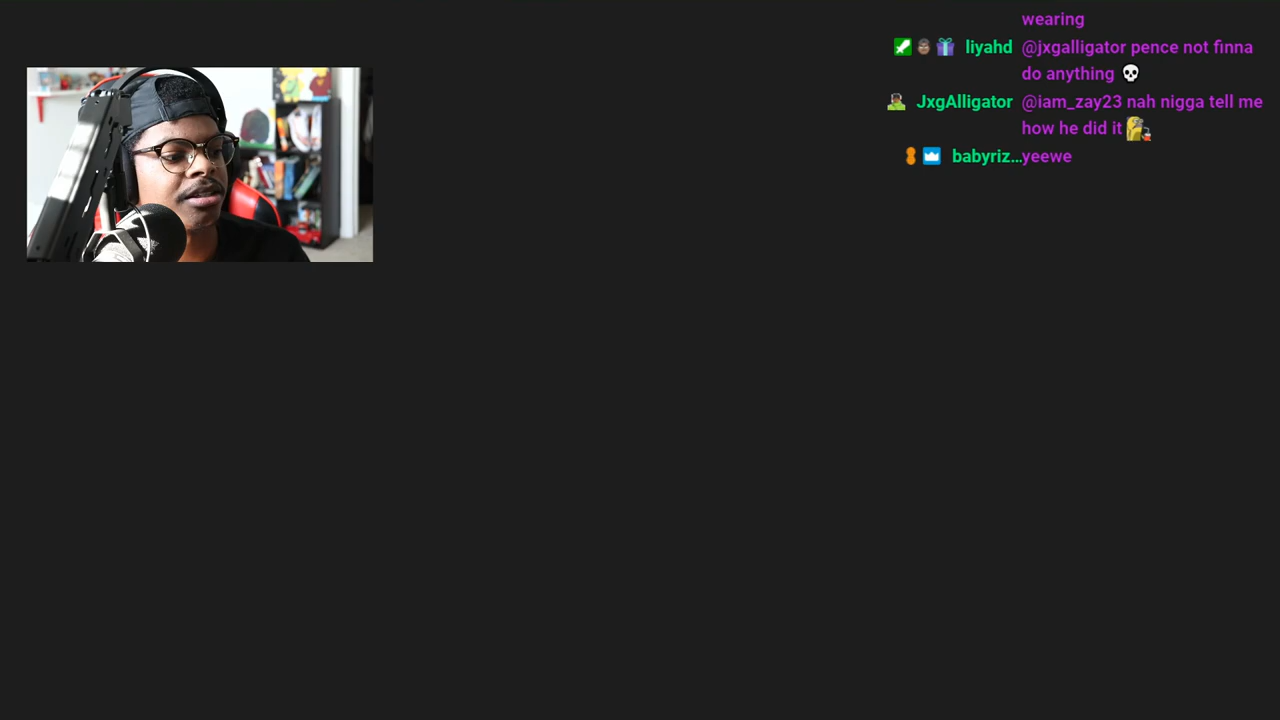 wearing
liyahd @jxgalligator pence not finna
do anything
JxgAlligator @iam_zay23 nah nigga tell me
how he did it
babyriz...yeewe